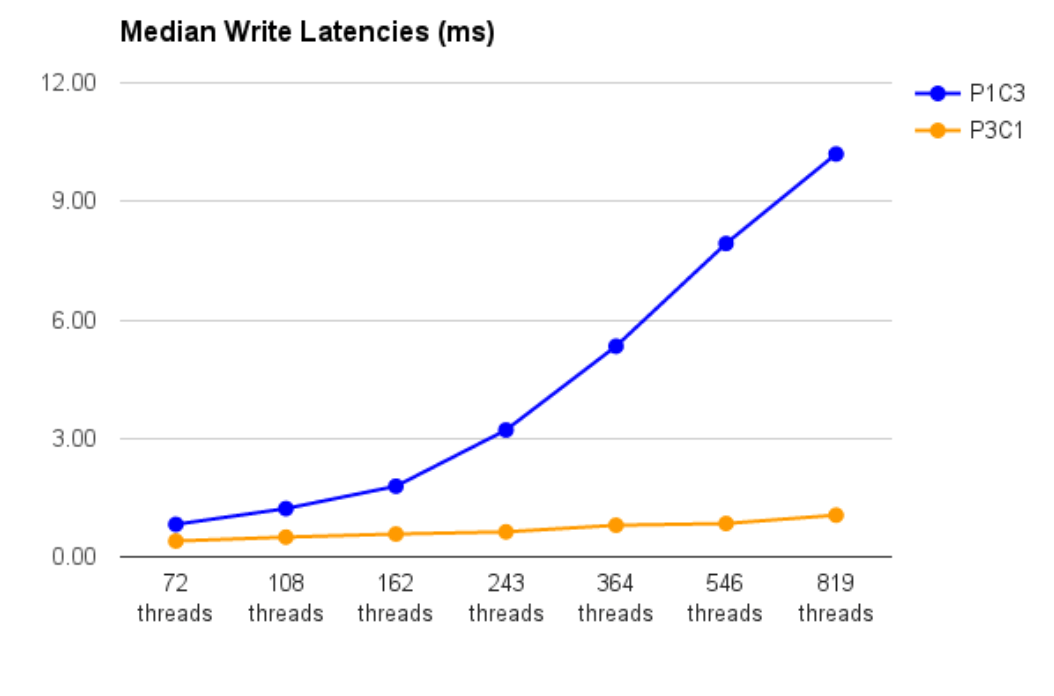 Median Write Latencies (ms)
12.00
9.00
6.00
3.00
0.00
P1C3
P3C1
72 threads
108 threads
162 threads
243 threads
364 threads
546 threads
819 threads